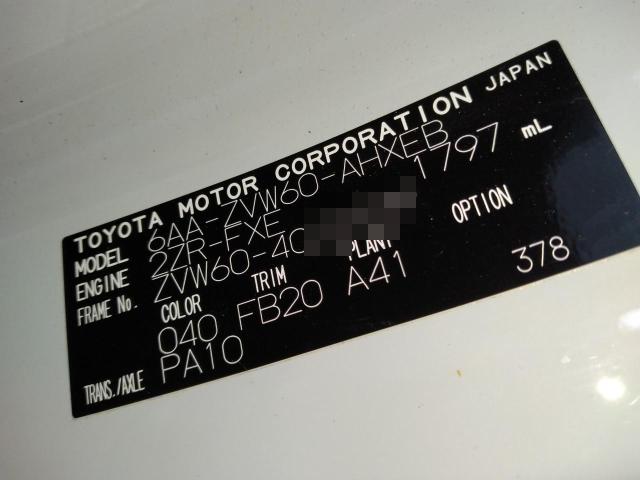 TOYOTA MOTOR CORPORATION JAPAN
MODEL 6AA-ZVW60-AHXEB
ENGINE 2ZR-FXE 1797 mL
FRAME No. ZVW60-40
COLOR TRIM PLANT OPTION
040 FB20 A41 378
TRANS./AXLE PA10